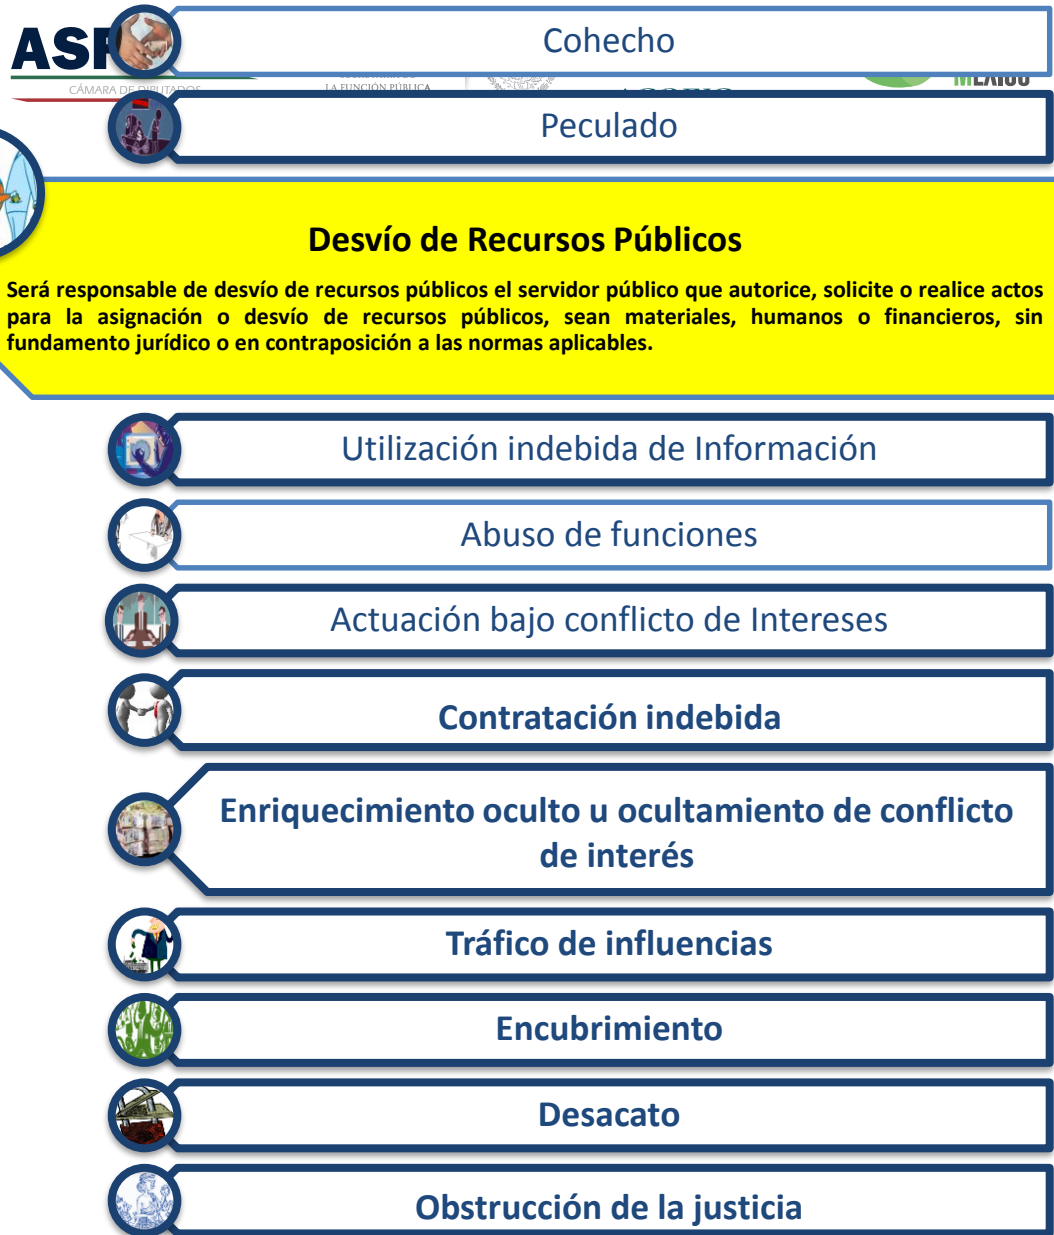 Cohecho
CÁMARA DE DIPUTADOS
LA FUNCIÓN PÚBLICA
MÉXICO
Peculado
Desvío de Recursos Públicos
Será responsable de desvío de recursos públicos el servidor público que autorice, solicite o realice actos
para la asignación o desvío de recursos públicos, sean materiales, humanos o financieros, sin
fundamento jurídico o en contraposición a las normas aplicables.
Utilización indebida de Información
Abuso de funciones
Actuación bajo conflicto de Intereses
Contratación indebida
Enriquecimiento oculto u ocultamiento de conflicto
de interés
Tráfico de influencias
Encubrimiento
Desacato
Obstrucción de la justicia